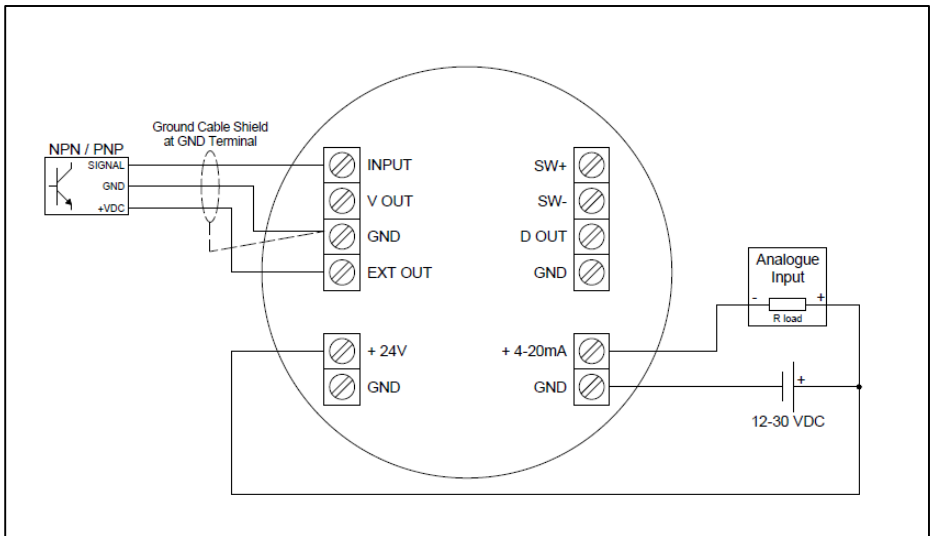 Ground Cable Shield
at GND Terminal
NPN / PNP
SIGNAL
GND
+VDC
INPUT
V OUT
GND
EXT OUT
SW+
SW-
D OUT
GND
Analogue
Input
- +
R load
+ 24V
GND
+ 4-20mA
GND
+
12-30 VDC